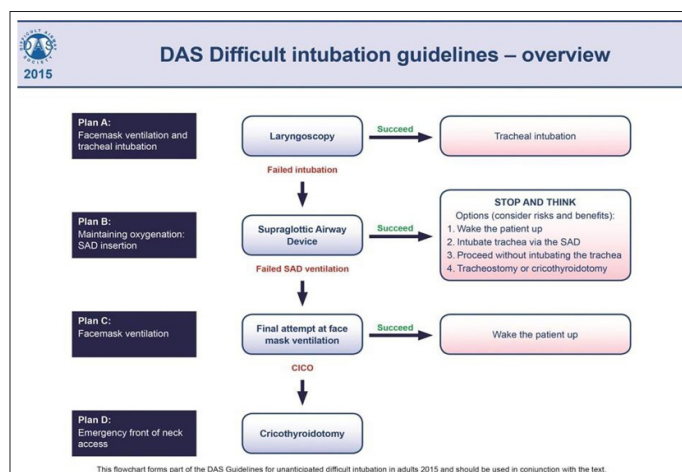 DIFFICULT AIRWAY SOCIETY
DAS
2015
DAS Difficult intubation guidelines – overview
Plan A:
Facemask ventilation and
tracheal intubation
Laryngoscopy
Succeed
Tracheal intubation
Failed intubation
Plan B:
Maintaining oxygenation:
SAD insertion
Supraglottic Airway
Device
Succeed
STOP AND THINK
Options (consider risks and benefits):
1. Wake the patient up
2. Intubate trachea via the SAD
3. Proceed without intubating the trachea
4. Tracheostomy or cricothyroidotomy
Failed SAD ventilation
Plan C:
Facemask ventilation
Final attempt at face
mask ventilation
Succeed
Wake the patient up
CICO
Plan D:
Emergency front of neck
access
Cricothyroidotomy
This flowchart forms part of the DAS Guidelines for unanticipated difficult intubation in adults 2015 and should be used in conjunction with the text.